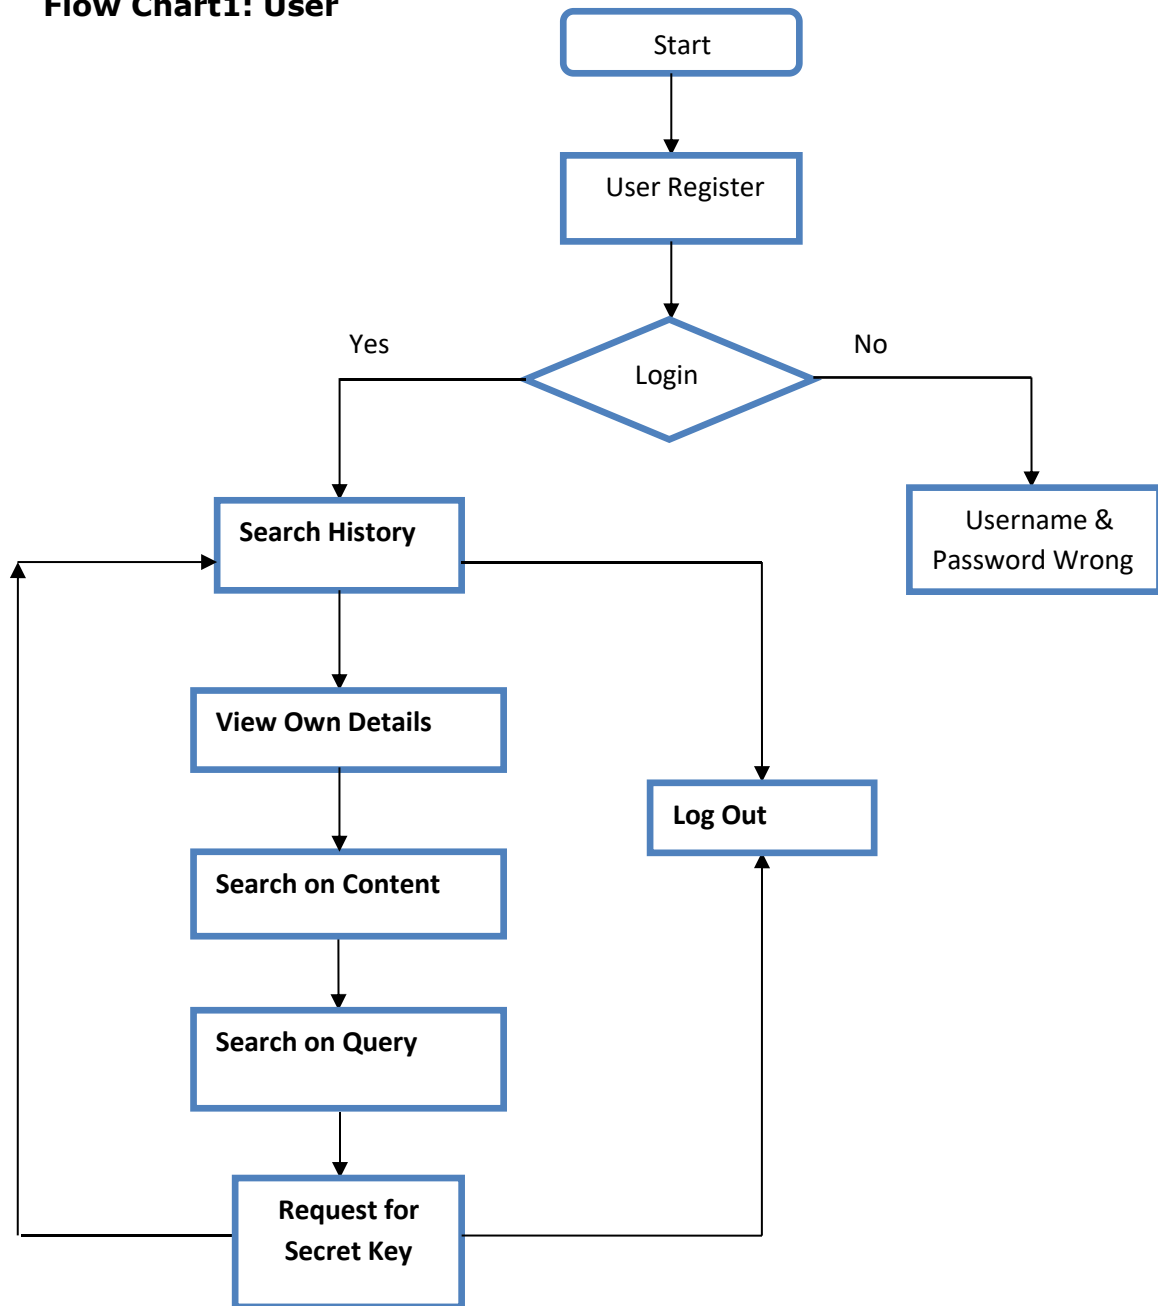 Flow Chart1: User
Start
User Register
Yes
No
Login
Search History
Username &
Password Wrong
View Own Details
Log Out
Search on Content
Search on Query
Request for
Secret Key